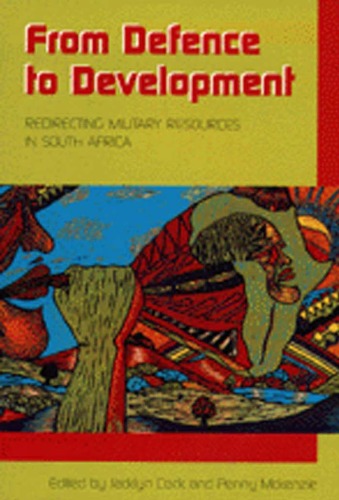 From Defence
to Development
REDIRECTING MILITARY RESOURCES
IN SOUTH AFRICA
Edited by Jacklyn Cock and Penny Mckenzie